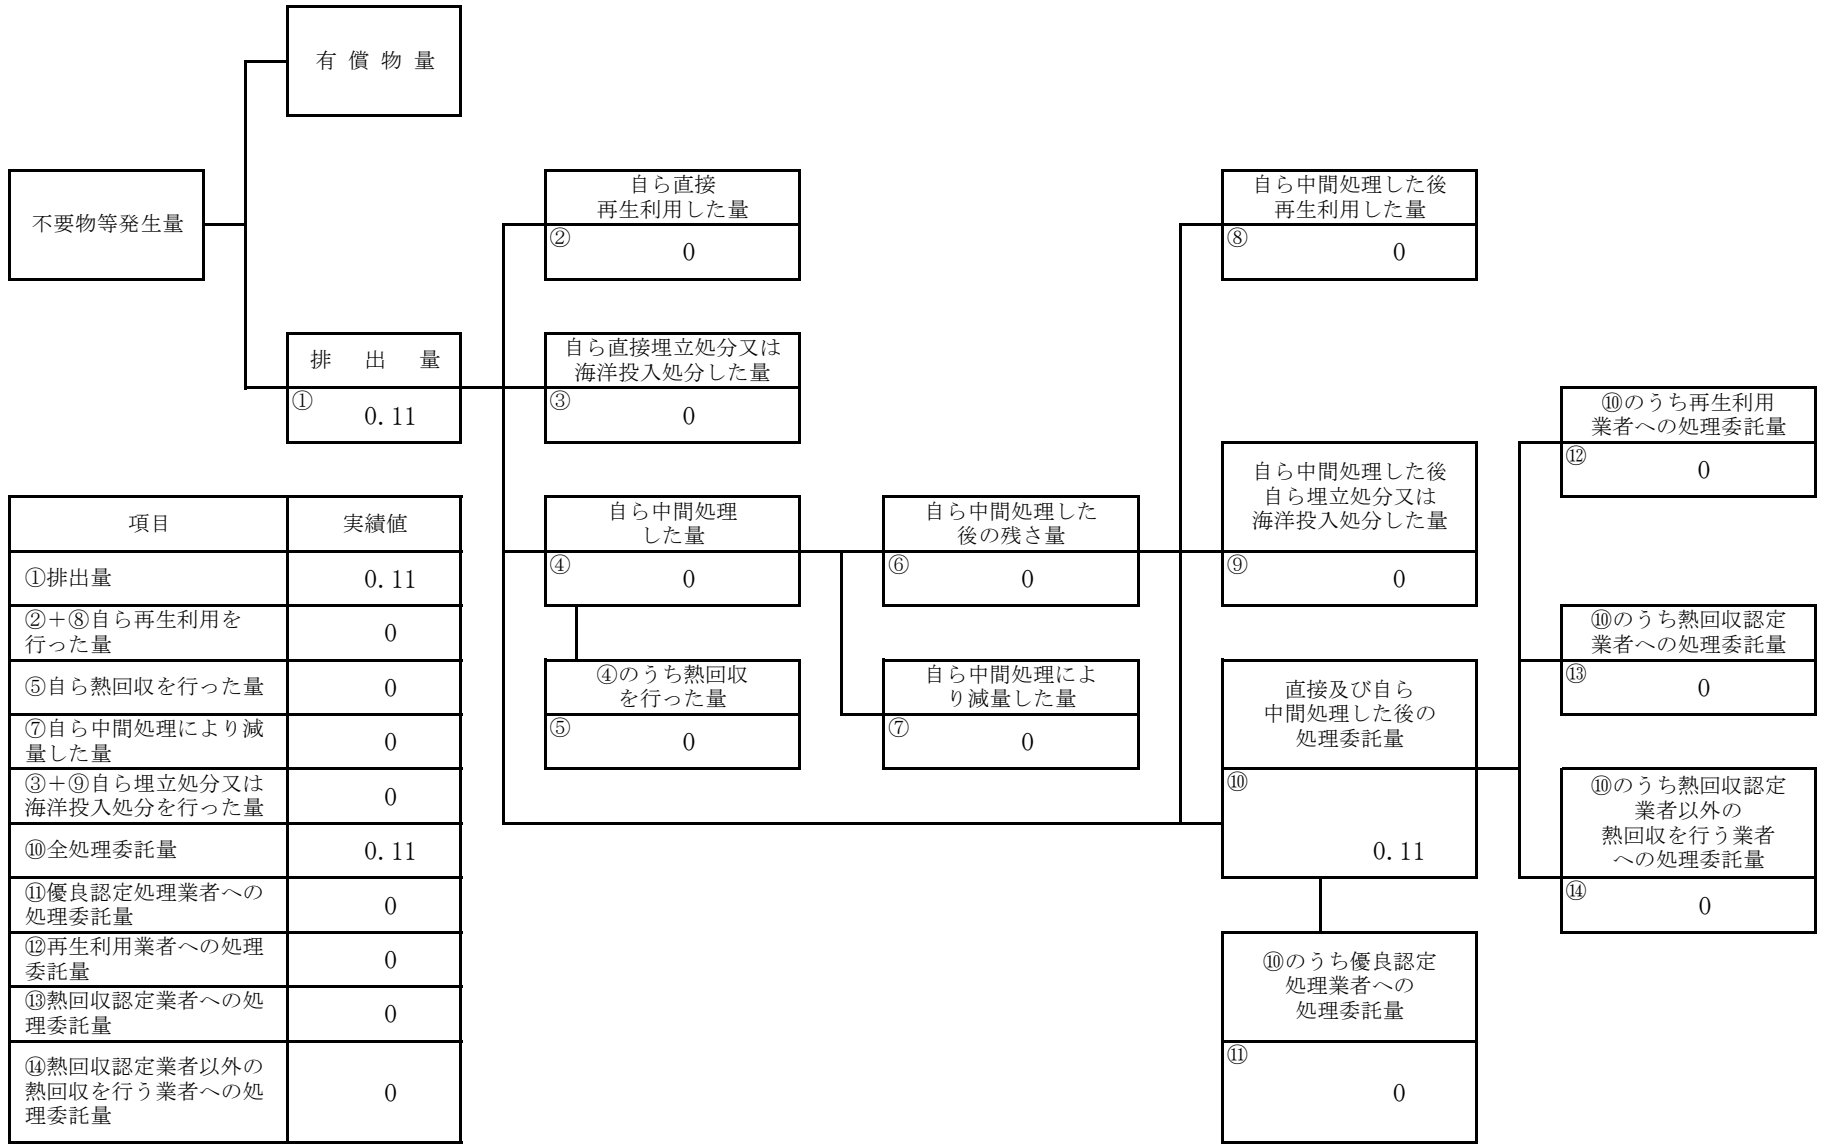 有償物量
不要物等発生量
排出量
①
0.11
自ら直接
再生利用した量
②
0
自ら直接埋立処分又は
海洋投入処分した量
③
0
自ら中間処理
した量
④
0
④のうち熱回収
を行った量
⑤
0
自ら中間処理した
後の残さ量
⑥
0
自ら中間処理によ
り減量した量
⑦
0
自ら中間処理した後
再生利用した量
⑧
0
自ら中間処理した後
自ら埋立処分又は
海洋投入処分した量
⑨
0
直接及び自ら
中間処理した後の
処理委託量
⑩
0.11
⑩のうち優良認定
処理業者への
処理委託量
⑪
0
⑩のうち再生利用
業者への処理委託量
⑫
0
⑩のうち熱回収認定
業者への処理委託量
⑬
0
⑩のうち熱回収認定
業者以外の
熱回収を行う業者
への処理委託量
⑭
0
項目 実績値
①排出量 0.11
②＋⑧自ら再生利用を
行った量
0
⑤自ら熱回収を行った量 0
⑦自ら中間処理により減
量した量
0
③＋⑨自ら埋立処分又は
海洋投入処分を行った量
0
⑩全処理委託量 0.11
⑪優良認定処理業者への
処理委託量
0
⑫再生利用業者への処理
委託量
0
⑬熱回収認定業者への処
理委託量
0
⑭熱回収認定業者以外の
熱回収を行う業者への処
理委託量
0